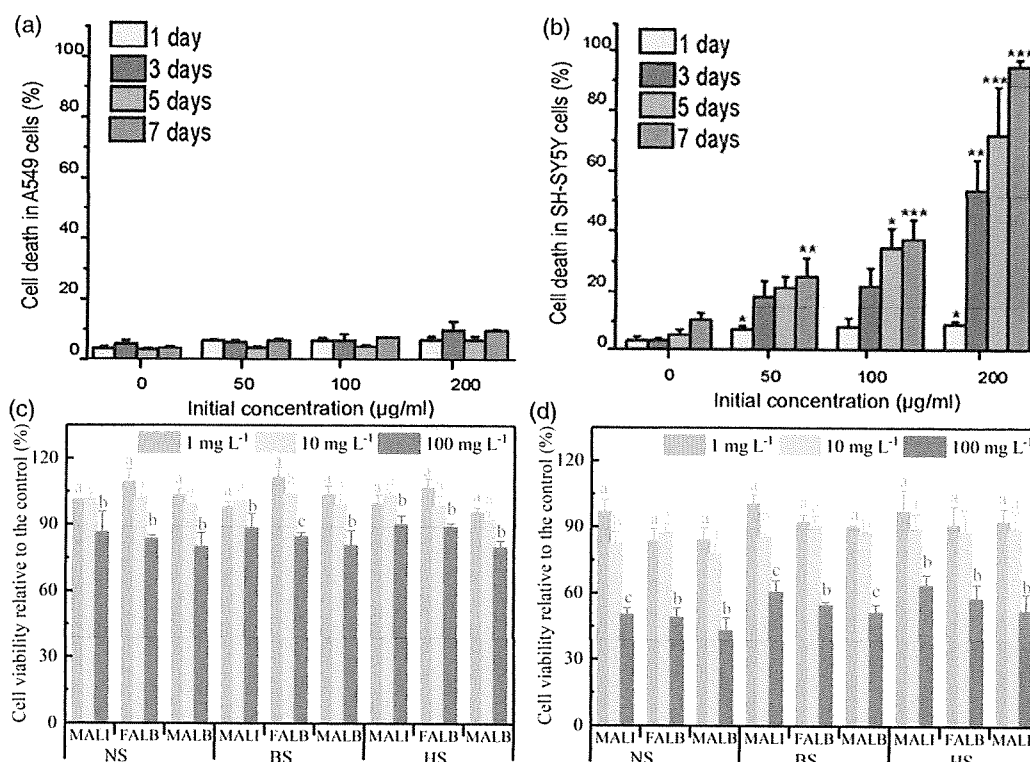 (a)
1 day
3 days
5 days
7 days
100
80
60
40
20
0
Cell death in A549 cells (%)
0 50 100 200
Initial concentration (µg/ml)
(b)
1 day
3 days
5 days
7 days
100
80
60
40
20
0
Cell death in SH-SY5Y cells (%)
* ** * *** * ** *** ***
0 50 100 200
Initial concentration (µg/ml)
(c)
1 mg L⁻¹ 10 mg L⁻¹ 100 mg L⁻¹
120
90
60
30
0
Cell viability relative to the control (%)
a b a b a b a b a c a b a b a b a b
MALI FALB MALB MALI FALB MALB MALI FALB MALB
NS BS HS
(d)
1 mg L⁻¹ 10 mg L⁻¹ 100 mg L⁻¹
120
90
60
30
0
Cell viability relative to the control (%)
a b c a b a b a c a b a c a b a b a b
MALI FALB MALB MALI FALB MALB MALI FALB MALB
NS BS HS